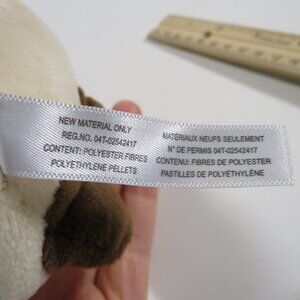 NEW MATERIAL ONLY
REG.NO. 04T-02542417
CONTENT: POLYESTER FIBRES
POLYETHYLENE PELLETS
MATÉRIAUX NEUFS SEULEMENT
N° DE PERMIS 04T-02542417
CONTENU: FIBRES DE POLYESTER
PASTILLES DE POLYÉTHYLÈNE